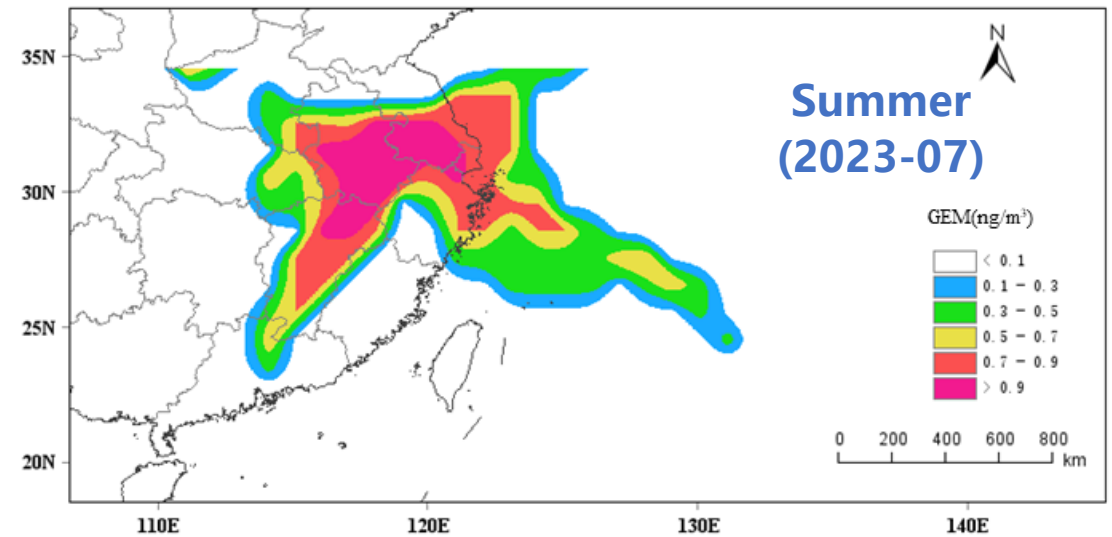 N
35N
Summer
(2023-07)
30N
GEM(ng/m³)
< 0.1
0.1 - 0.3
0.3 - 0.5
0.5 - 0.7
0.7 - 0.9
> 0.9
25N
0 200 400 600 800
km
20N
110E 120E 130E 140E